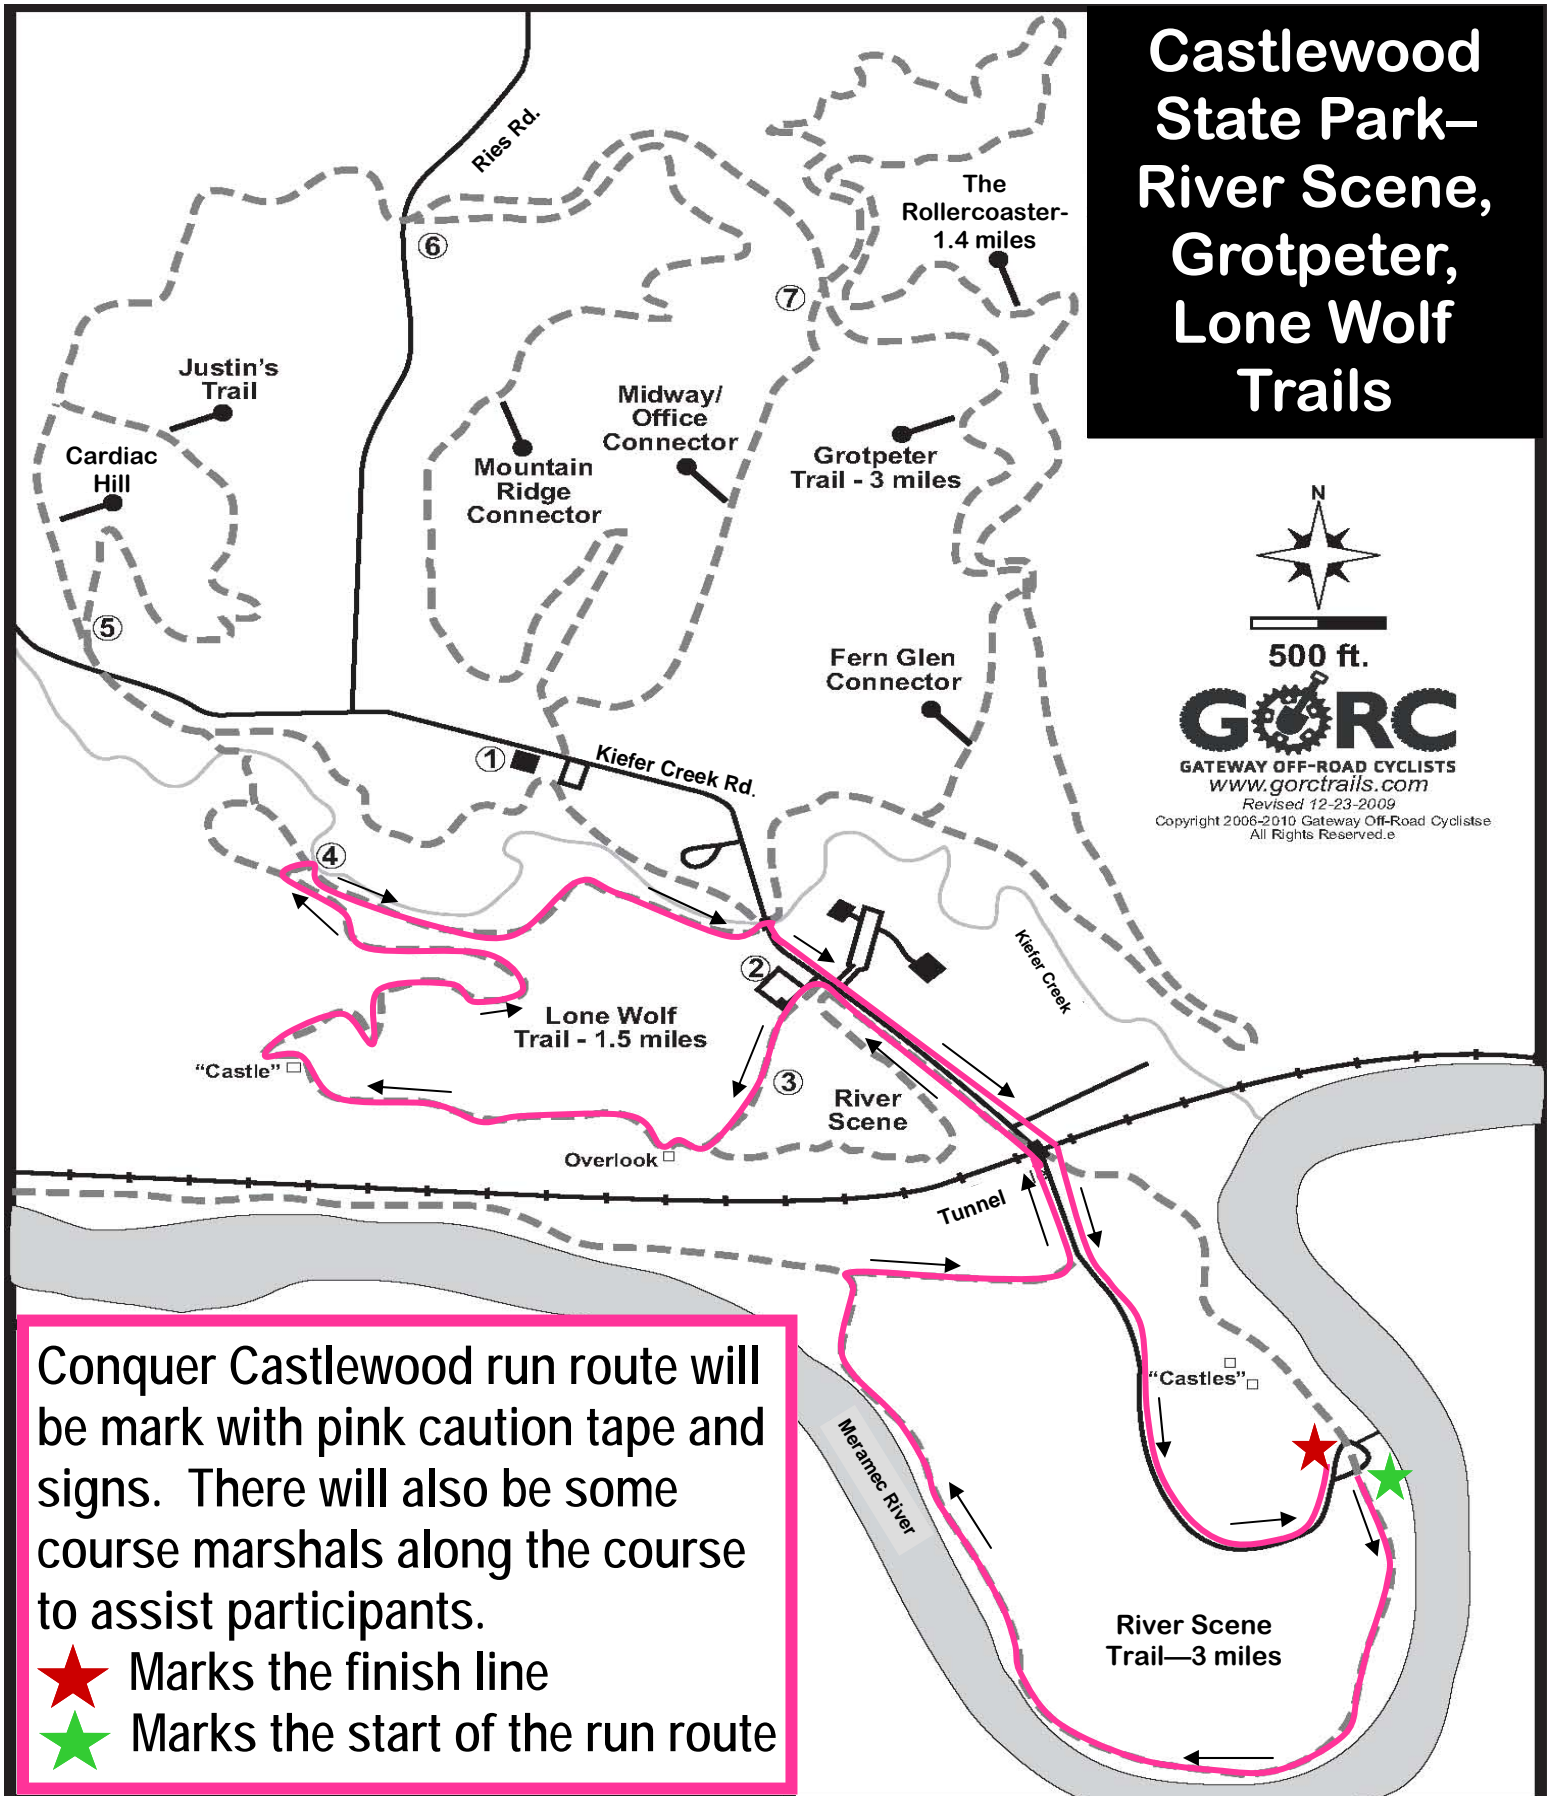 Castlewood
State Park–
River Scene,
Grotpeter,
Lone Wolf
Trails
Ries Rd.
The
Rollercoaster-
1.4 miles
6
7
Justin's
Trail
Cardiac
Hill
Midway/
Office
Connector
Mountain
Ridge
Connector
Grotpeter
Trail - 3 miles
N
500 ft.
GORC
GATEWAY OFF-ROAD CYCLISTS
www.gorctrails.com
Revised 12-23-2009
Copyright 2006-2010 Gateway Off-Road Cyclistse
All Rights Reserved.e
5
Fern Glen
Connector
1
Kiefer Creek Rd.
4
2
Kiefer Creek
Lone Wolf
Trail - 1.5 miles
"Castle"
3
River
Scene
Overlook
Tunnel
"Castles"
Meramec River
River Scene
Trail—3 miles
Conquer Castlewood run route will
be mark with pink caution tape and
signs.  There will also be some
course marshals along the course
to assist participants.
Marks the finish line
Marks the start of the run route